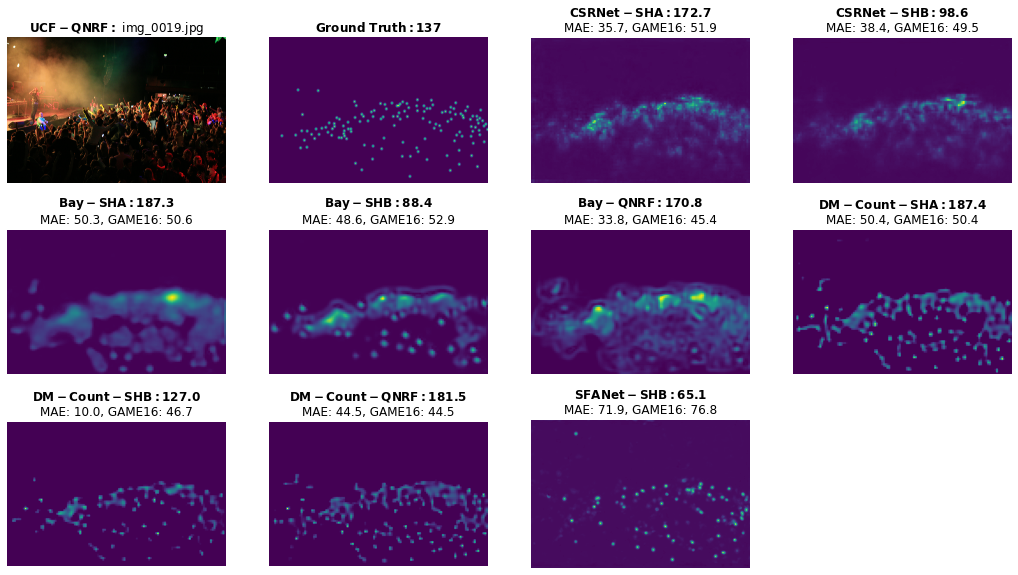 UCF − QNRF : img_0019.jpg
Ground Truth : 137
CSRNet − SHA : 172.7
MAE: 35.7, GAME16: 51.9
CSRNet − SHB : 98.6
MAE: 38.4, GAME16: 49.5
Bay − SHA : 187.3
MAE: 50.3, GAME16: 50.6
Bay − SHB : 88.4
MAE: 48.6, GAME16: 52.9
Bay − QNRF : 170.8
MAE: 33.8, GAME16: 45.4
DM − Count − SHA : 187.4
MAE: 50.4, GAME16: 50.4
DM − Count − SHB : 127.0
MAE: 10.0, GAME16: 46.7
DM − Count − QNRF : 181.5
MAE: 44.5, GAME16: 44.5
SFANet − SHB : 65.1
MAE: 71.9, GAME16: 76.8